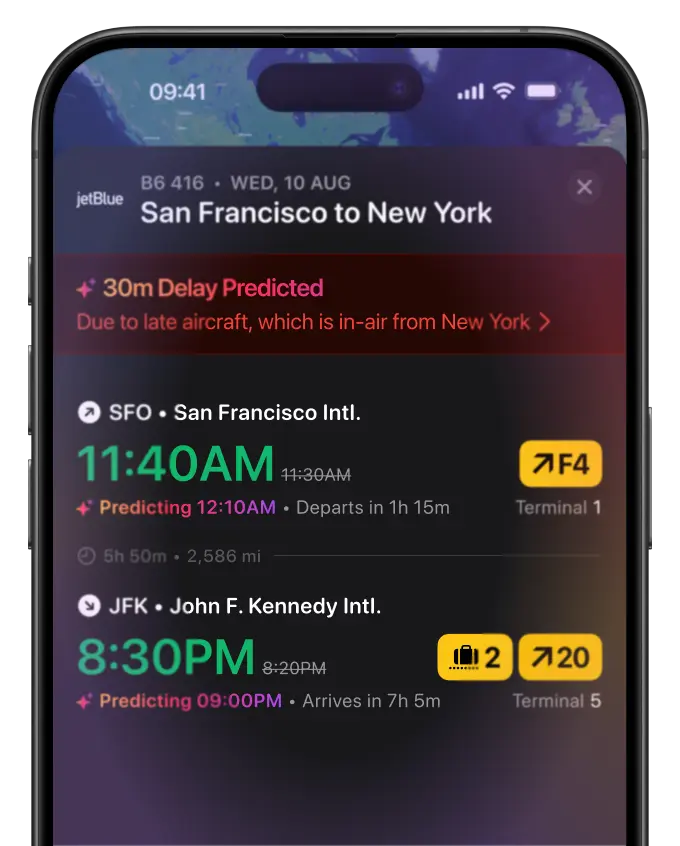 09:41
jetBlue
B6 416 • WED, 10 AUG
San Francisco to New York
30m Delay Predicted
Due to late aircraft, which is in-air from New York
SFO • San Francisco Intl.
11:40AM 11:30AM
F4
Predicting 12:10AM • Departs in 1h 15m
Terminal 1
5h 50m • 2,586 mi
JFK • John F. Kennedy Intl.
8:30PM 8:20PM
2
20
Predicting 09:00PM • Arrives in 7h 5m
Terminal 5